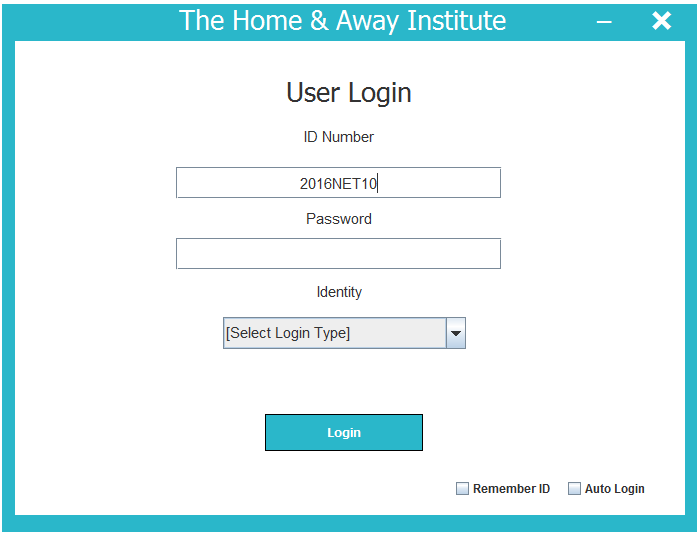 The Home & Away Institute
User Login
ID Number
2016NET10
Password
Identity
[Select Login Type]
Login
Remember ID Auto Login